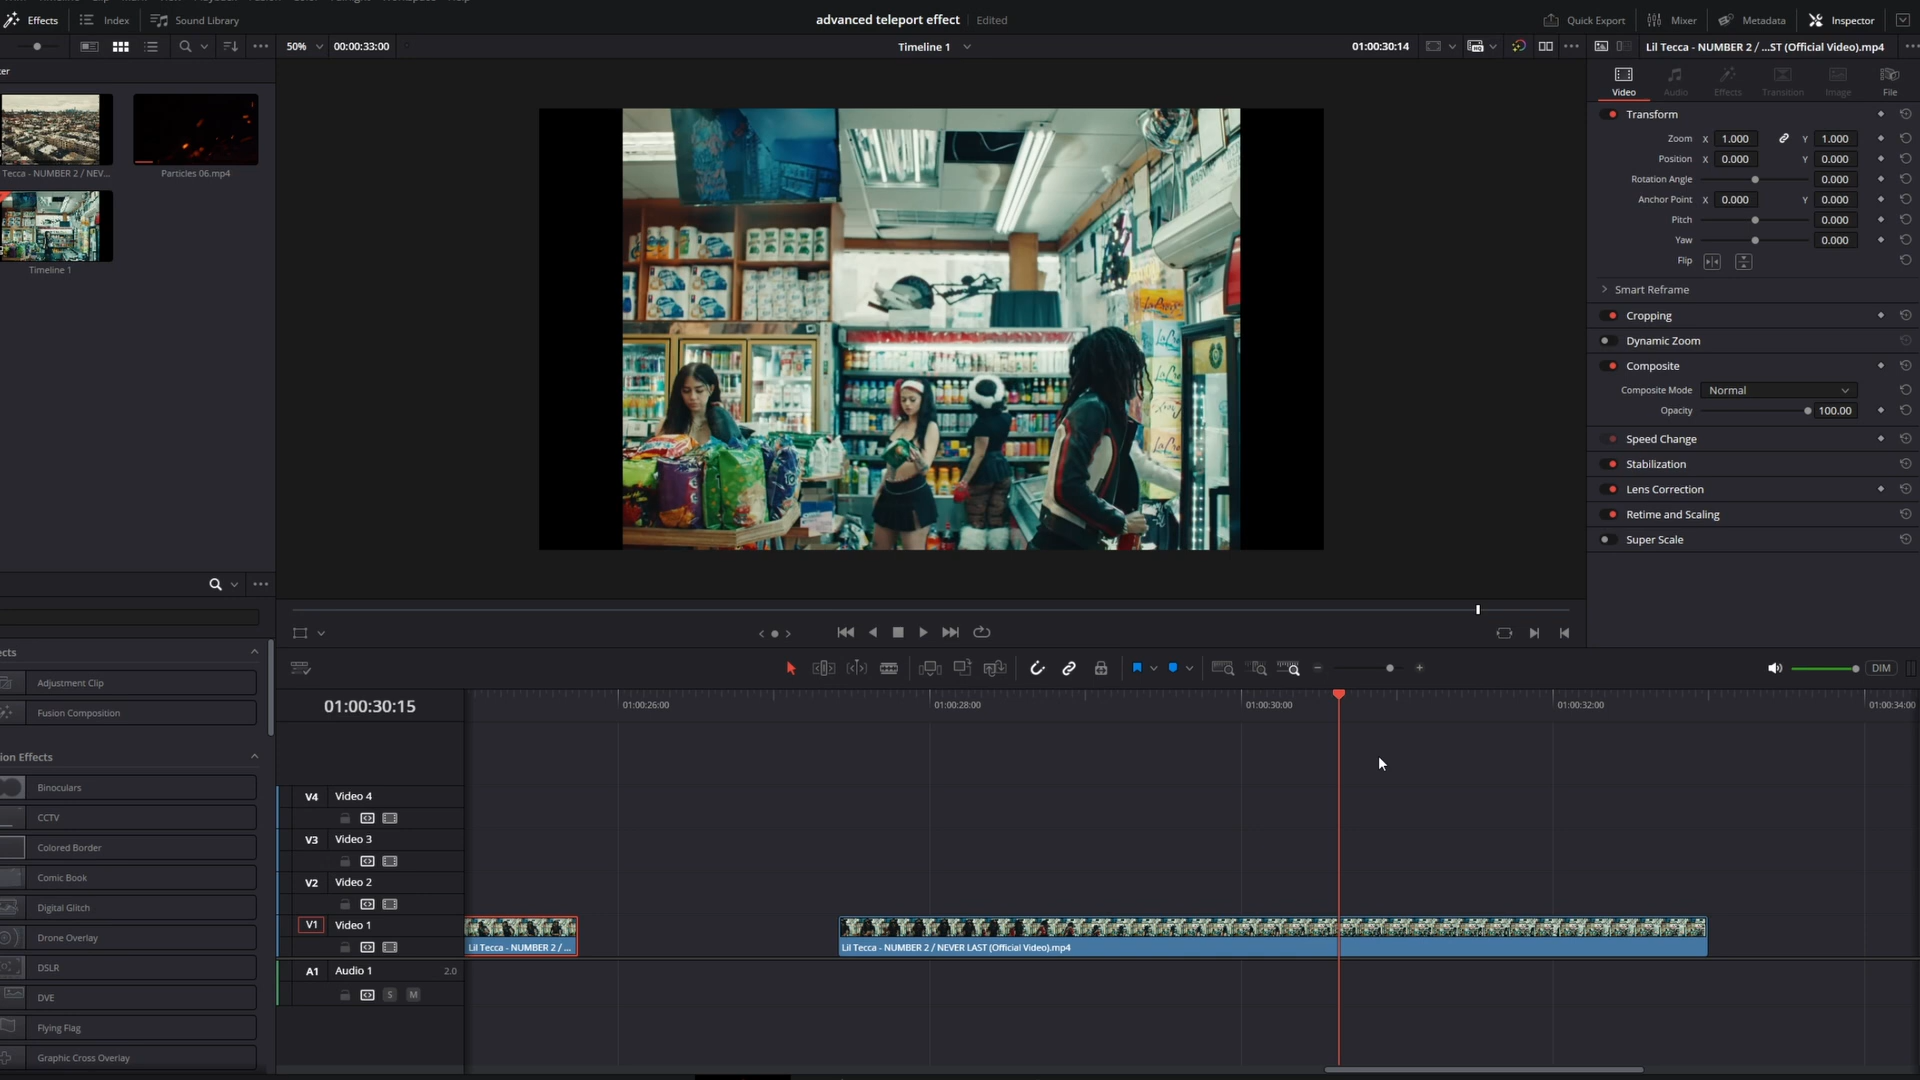 Effects
Index
Sound Library
advanced teleport effect
Edited
Quick Export
Mixer
Metadata
Inspector
50%
00:00:33:00
Timeline 1
01:00:30:14
Lil Tecca - NUMBER 2 / ...ST (Official Video).mp4
ter
Tecca - NUMBER 2 / NEV...
Particles 06.mp4
Timeline 1
Video
Audio
Effects
Transition
Image
File
Transform
Zoom X 1.000 Y 1.000
Position X 0.000 Y 0.000
Rotation Angle 0.000
Anchor Point X 0.000 Y 0.000
Pitch 0.000
Yaw 0.000
Flip
Smart Reframe
Cropping
Dynamic Zoom
Composite
Composite Mode Normal
Opacity 100.00
Speed Change
Stabilization
Lens Correction
Retime and Scaling
Super Scale
ects
Adjustment Clip
Fusion Composition
ion Effects
Binoculars
CCTV
Colored Border
Comic Book
Digital Glitch
Drone Overlay
DSLR
DVE
Flying Flag
Graphic Cross Overlay
DIM
01:00:30:15
01:00:26:00
01:00:28:00
01:00:30:00
01:00:32:00
01:00:34:00
V4 Video 4
V3 Video 3
V2 Video 2
V1 Video 1
Lil Tecca - NUMBER 2 / ...
Lil Tecca - NUMBER 2 / NEVER LAST (Official Video).mp4
A1 Audio 1 2.0
S M